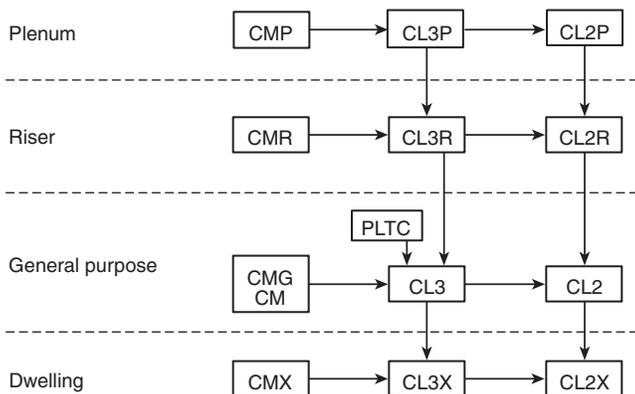 Plenum
CMP
CL3P
CL2P
Riser
CMR
CL3R
CL2R
PLTC
General purpose
CMG
CM
CL3
CL2
Dwelling
CMX
CL3X
CL2X